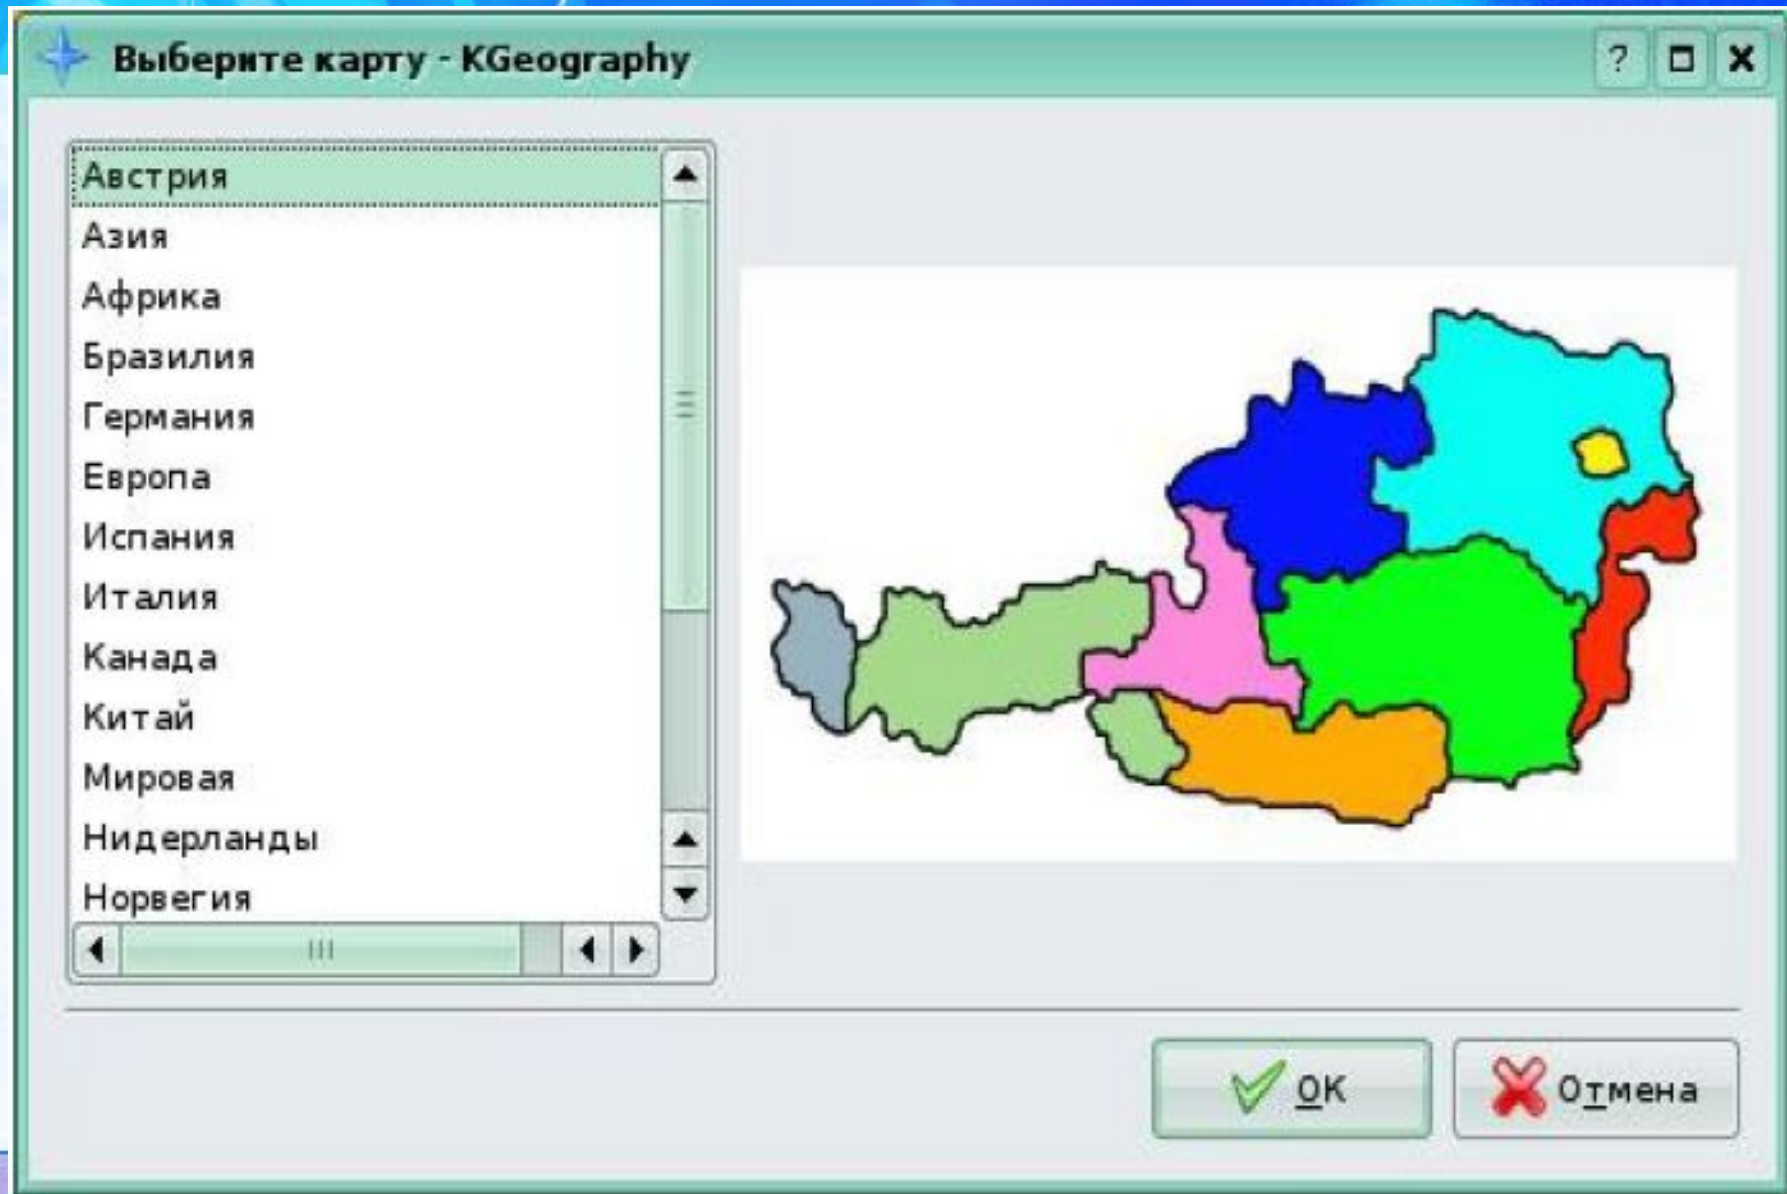 Выберите карту - KGeography
Австрия
Азия
Африка
Бразилия
Германия
Европа
Испания
Италия
Канада
Китай
Мировая
Нидерланды
Норвегия
OK
Отмена